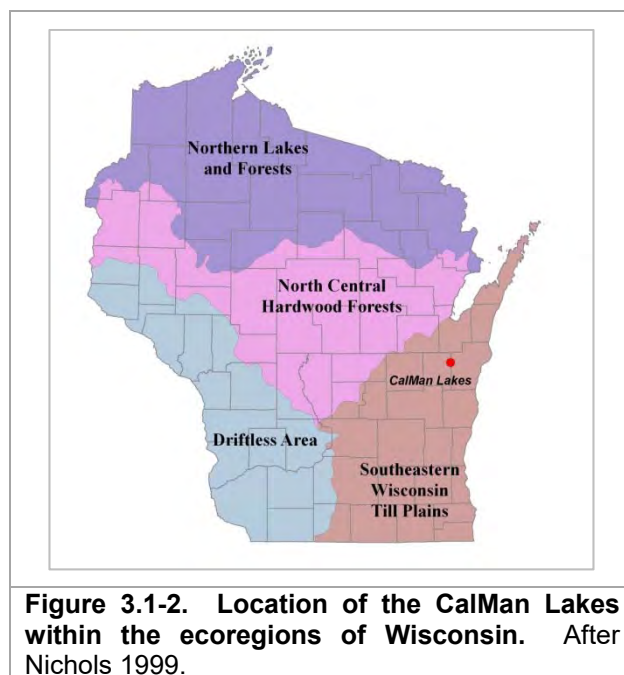 Northern Lakes
and Forests
North Central
Hardwood Forests
CalMan Lakes
Driftless Area
Southeastern
Wisconsin
Till Plains
Figure 3.1-2. Location of the CalMan Lakes
within the ecoregions of Wisconsin. After
Nichols 1999.